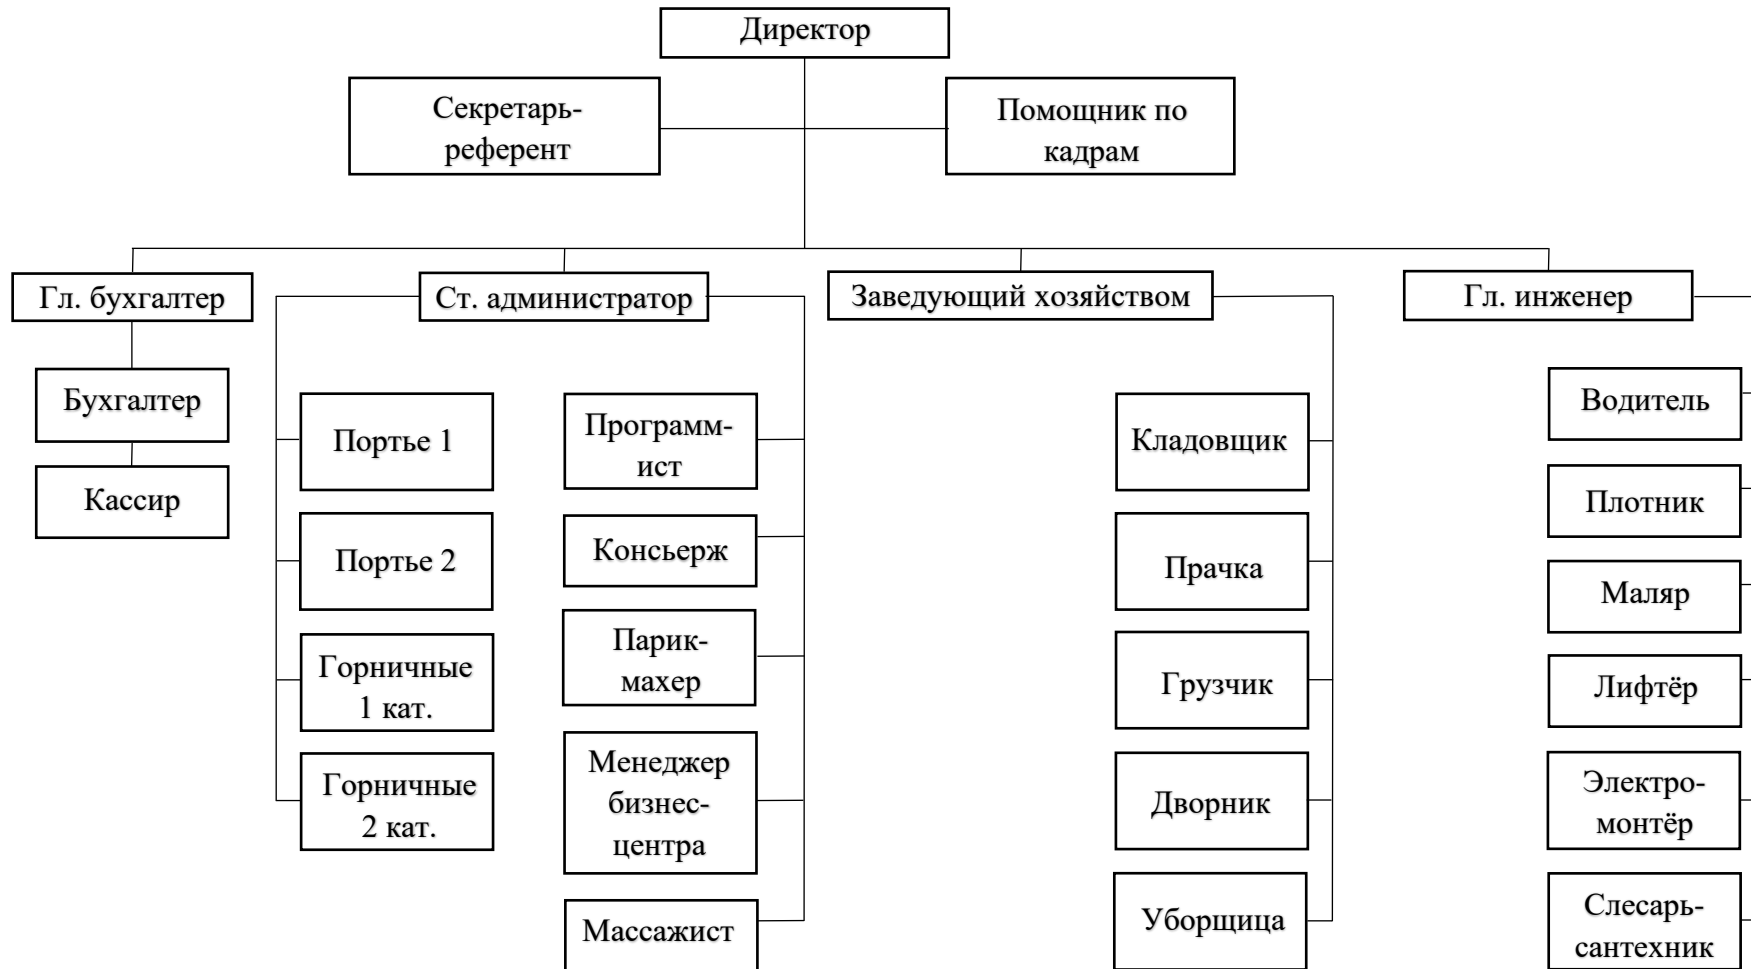 Директор
Секретарь-
референт
Помощник по
кадрам
Гл. бухгалтер
Ст. администратор
Заведующий хозяйством
Гл. инженер
Бухгалтер
Кассир
Портье 1
Портье 2
Горничные
1 кат.
Горничные
2 кат.
Программ-
ист
Консьерж
Парик-
махер
Менеджер
бизнес-
центра
Массажист
Кладовщик
Прачка
Грузчик
Дворник
Уборщица
Водитель
Плотник
Маляр
Лифтёр
Электро-
монтёр
Слесарь-
сантехник